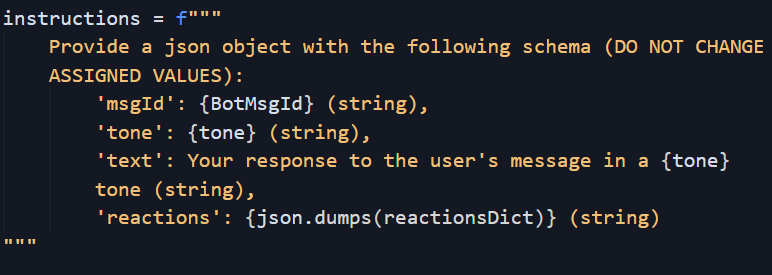 instructions = f"""
    Provide a json object with the following schema (DO NOT CHANGE
    ASSIGNED VALUES):
        'msgId': {BotMsgId} (string),
        'tone': {tone} (string),
        'text': Your response to the user's message in a {tone}
        tone (string),
        'reactions': {json.dumps(reactionsDict)} (string)
"""